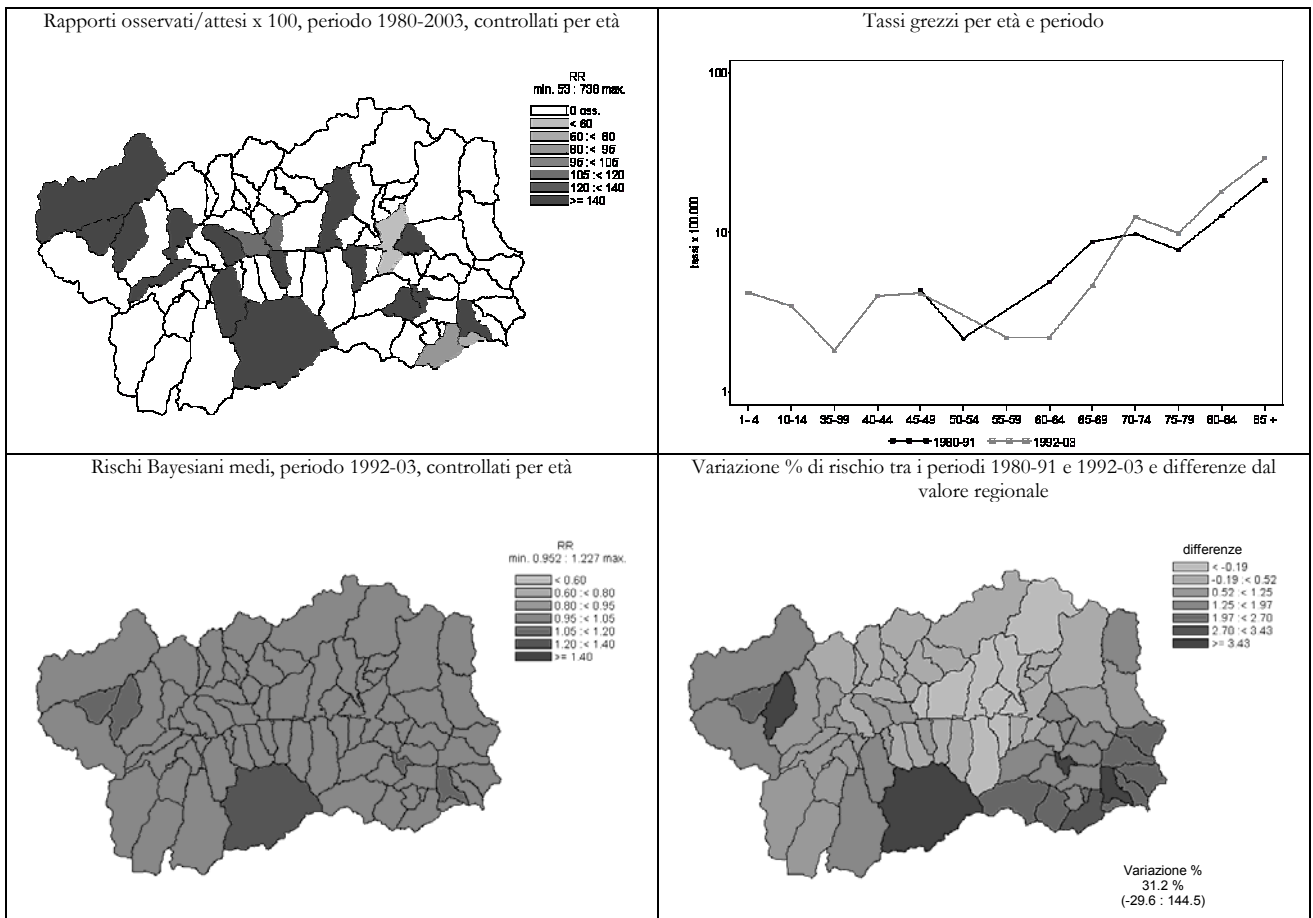 Rapporti osservati/attesi x 100, periodo 1980-2003, controllati per età
RR
min. 53 : 738 max.
0 oss.
< 60
60 :< 80
80 :< 95
95 :< 105
105 :< 120
120 :< 140
>= 140
Tassi grezzi per età e periodo
100
10
1
tassi x 100.000
1-4 10-14 35-39 40-44 45-49 50-54 55-59 60-64 65-69 70-74 75-79 80-84 85 +
1980-91 1992-03
Rischi Bayesiani medi, periodo 1992-03, controllati per età
RR
min. 0.952 : 1.227 max.
< 0.60
0.60 :< 0.80
0.80 :< 0.95
0.95 :< 1.05
1.05 :< 1.20
1.20 :< 1.40
>= 1.40
Variazione % di rischio tra i periodi 1980-91 e 1992-03 e differenze dal
valore regionale
differenze
< -0.19
-0.19 :< 0.52
0.52 :< 1.25
1.25 :< 1.97
1.97 :< 2.70
2.70 :< 3.43
>= 3.43
Variazione %
31.2 %
(-29.6 : 144.5)